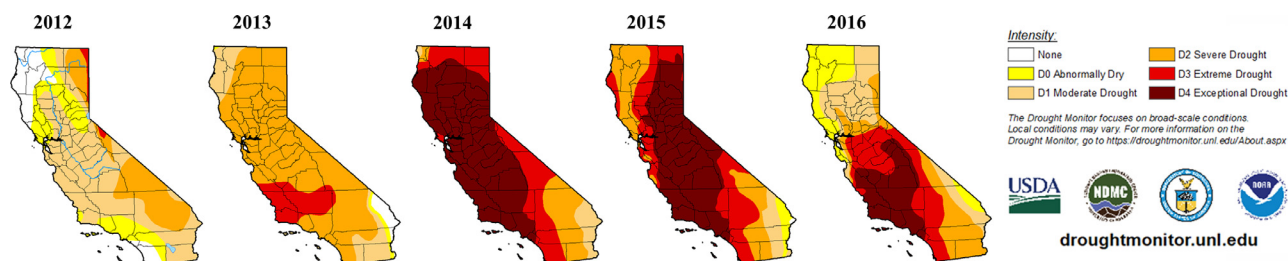 2012
2013
2014
2015
2016
Intensity:
None
D0 Abnormally Dry
D1 Moderate Drought
D2 Severe Drought
D3 Extreme Drought
D4 Exceptional Drought
The Drought Monitor focuses on broad-scale conditions.
Local conditions may vary. For more information on the
Drought Monitor, go to https://droughtmonitor.unl.edu/About.aspx
USDA
NDMC
NOAA
droughtmonitor.unl.edu